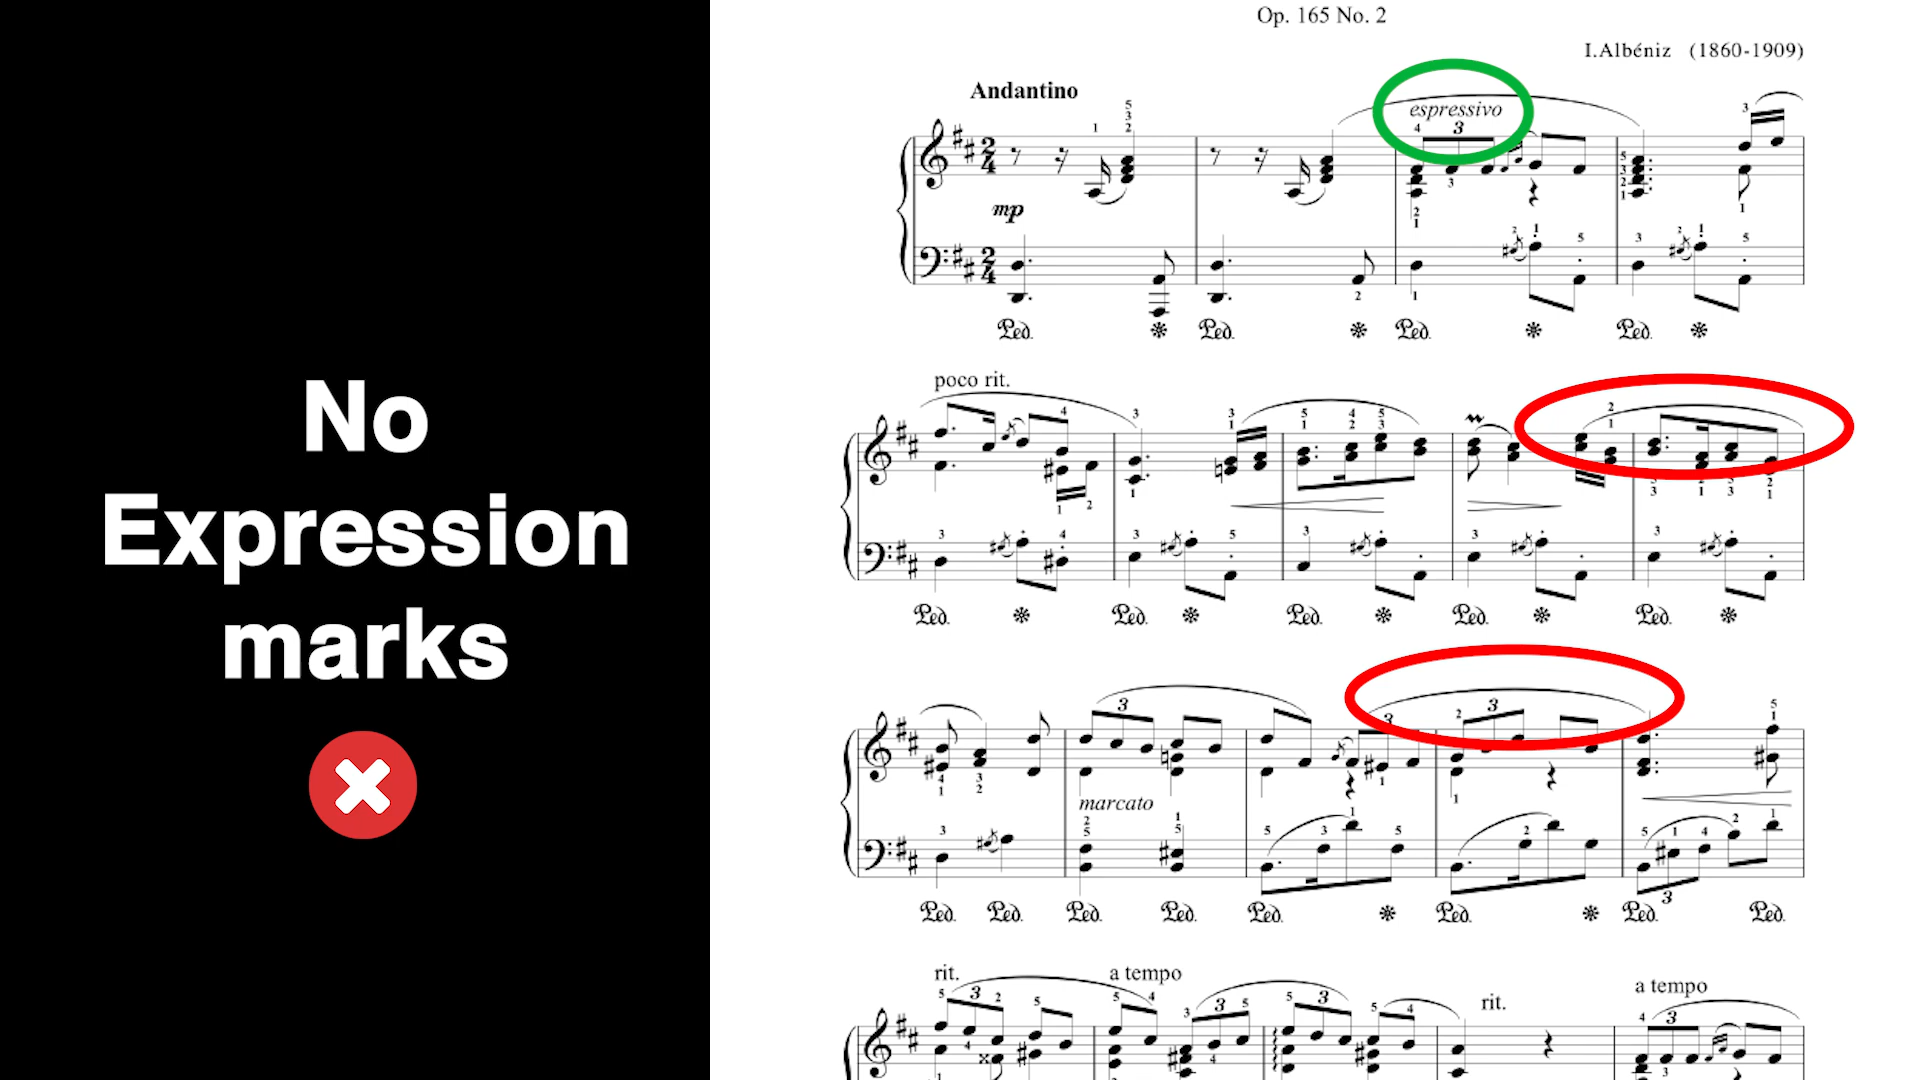 No
Expression
marks
Op. 165 No. 2
I.Albéniz (1860-1909)
Andantino
espressivo
mp
poco rit.
marcato
rit.
a tempo
rit.
a tempo